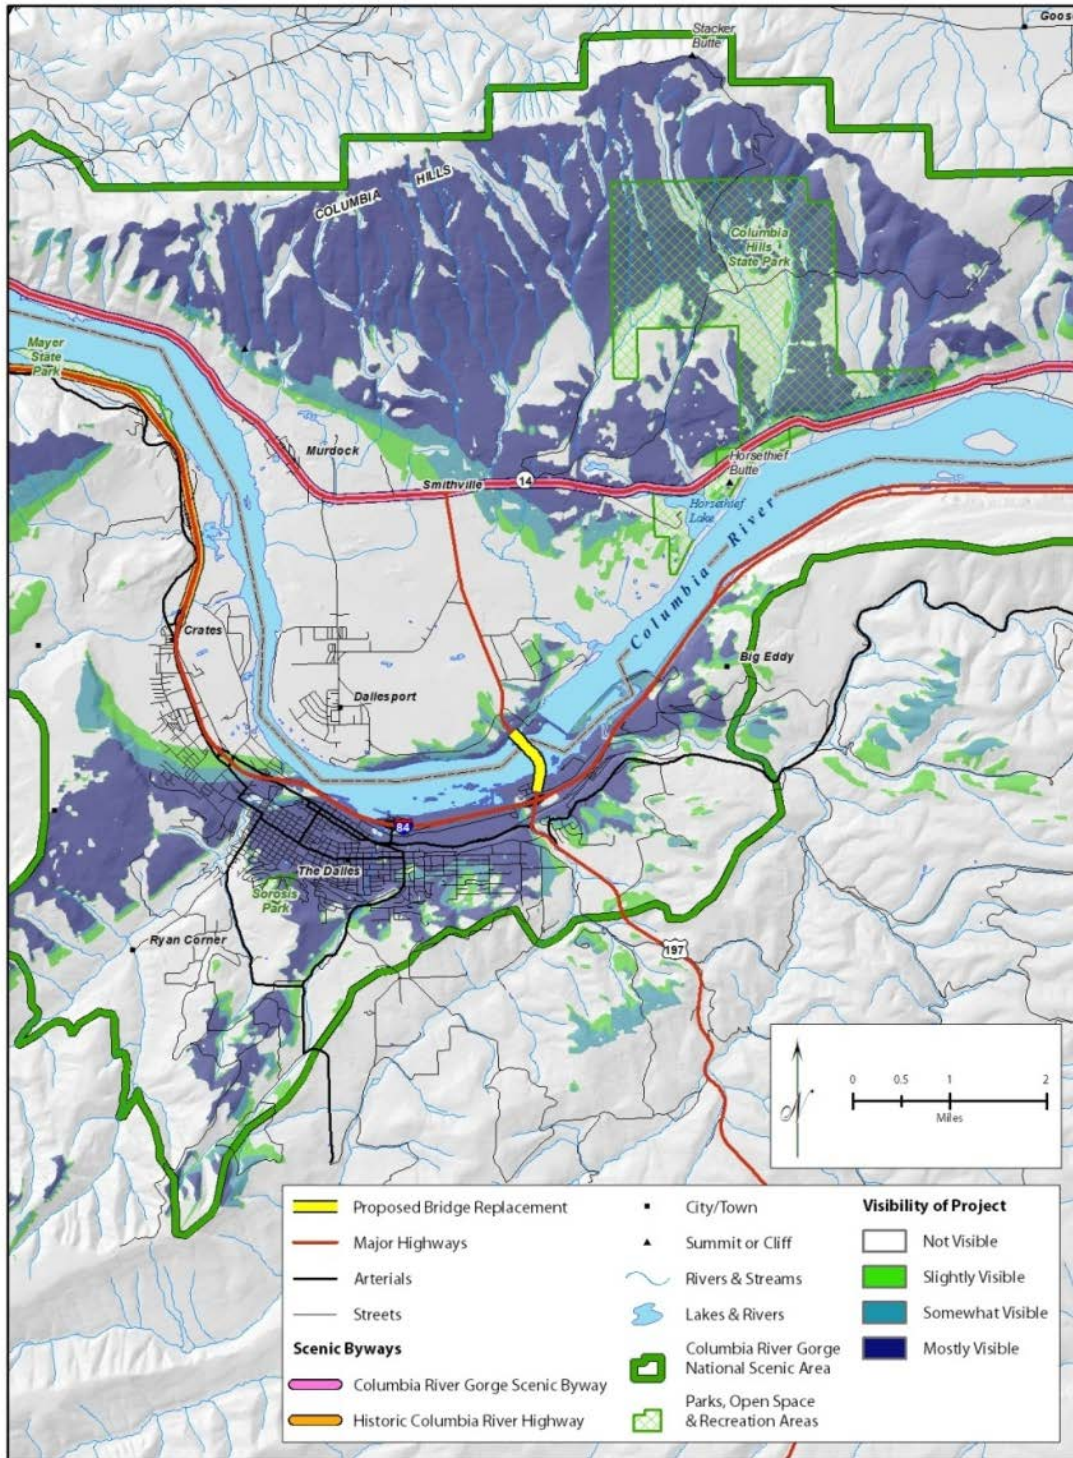 Goose
Stacker
Butte
COLUMBIA HILLS
Columbia
Hills
State Park
Mayer
State
Park
Murdock
Smithville
14
Horsethief
Butte
Horsethief
Lake
Columbia River
Crates
Big Eddy
Dallesport
84
The Dalles
Sorosis
Park
Ryan Corner
197
0 0.5 1 2
Miles
N
Proposed Bridge Replacement
Major Highways
Arterials
Streets
Scenic Byways
Columbia River Gorge Scenic Byway
Historic Columbia River Highway
City/Town
Summit or Cliff
Rivers & Streams
Lakes & Rivers
Columbia River Gorge
National Scenic Area
Parks, Open Space
& Recreation Areas
Visibility of Project
Not Visible
Slightly Visible
Somewhat Visible
Mostly Visible